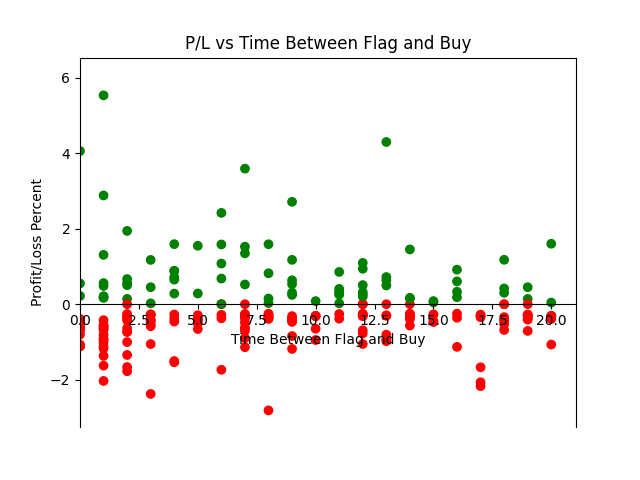 P/L vs Time Between Flag and Buy
6
4
2
0
−2
Profit/Loss Percent
0.0 2.5 5.0 7.5 10.0 12.5 15.0 17.5 20.0
Time Between Flag and Buy